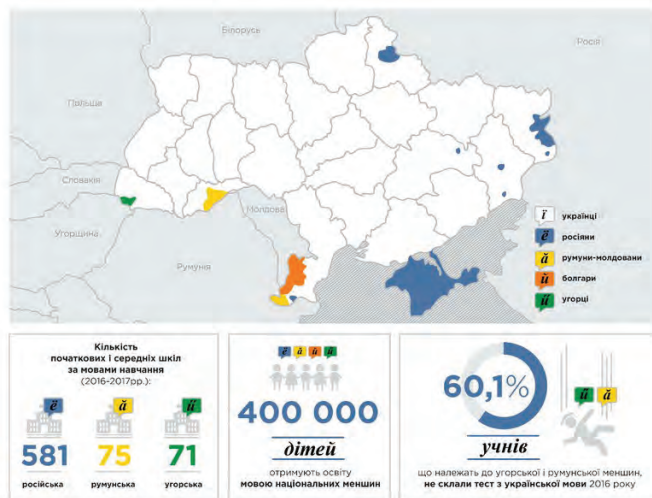 Білорусь
Росія
Польща
Словакія
Угорщина
Молдова
Румунія
ї українці
ё росіяни
ă румуни-молдовани
ѝ болгари
ű угорці
Кількість
початкових і середніх шкіл
за мовами навчання
(2016-2017рр.):
ё ă ű
581 75 71
російська румунська угорська
ё ă ѝ ű
400 000
дітей
отримують освіту
мовою національних меншин
60,1%
ű ă
учнів
що належать до угорської і румунської меншин,
не склали тест з української мови 2016 року